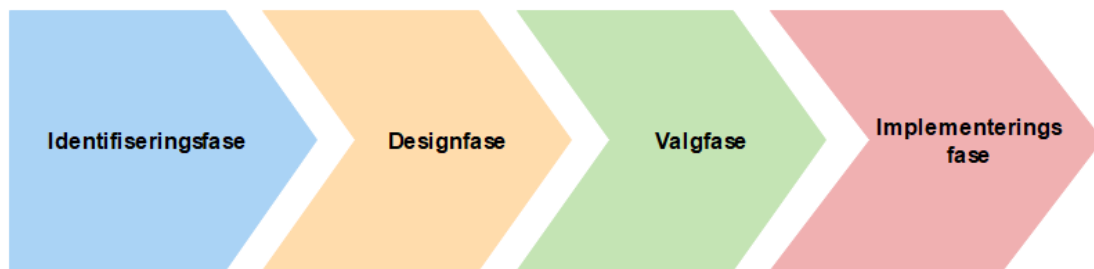 Identifiseringsfase
Designfase
Valgfase
Implementerings
fase